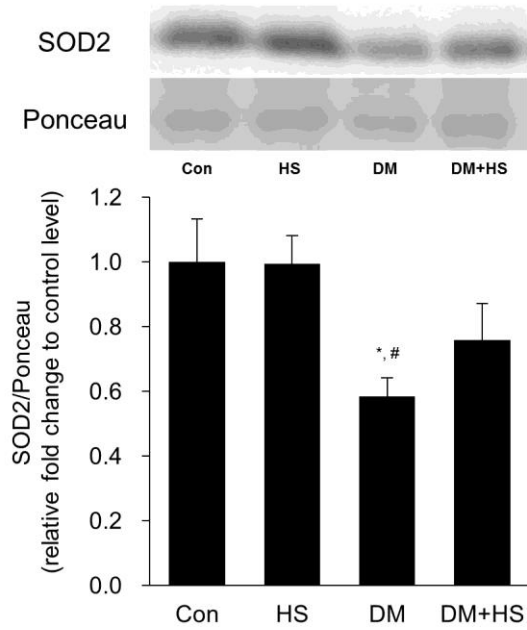 SOD2
Ponceau
Con HS DM DM+HS
SOD2/Ponceau
(relative fold change to control level)
1.2
1.0
0.8
0.6
0.4
0.2
0.0
*, #
Con HS DM DM+HS